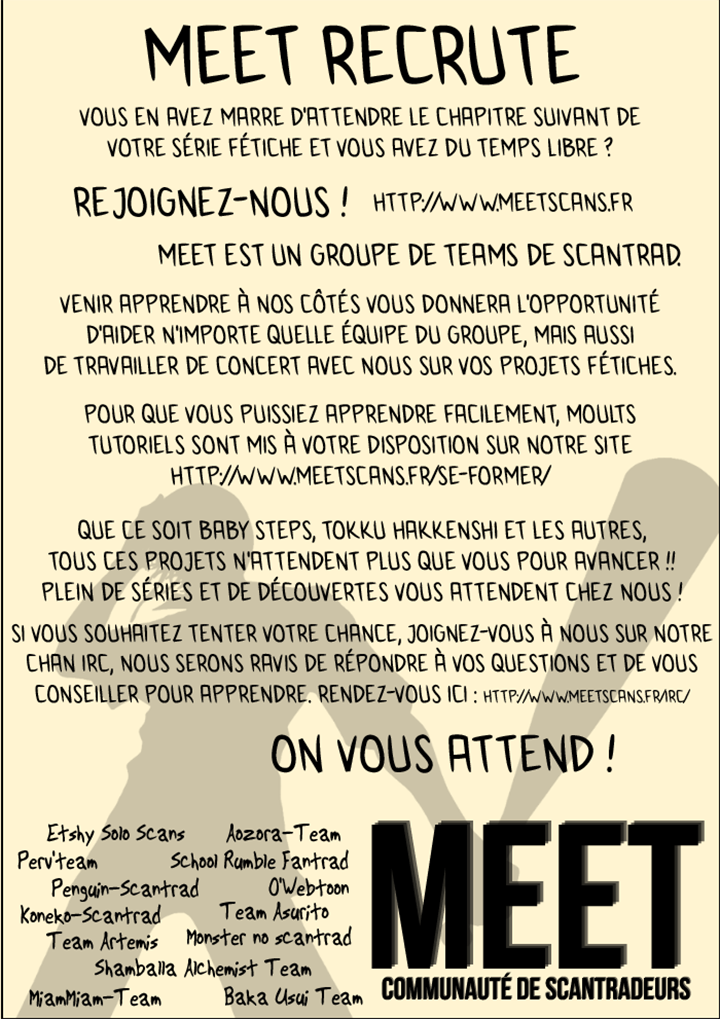 MEET RECRUTE
VOUS EN AVEZ MARRE D'ATTENDRE LE CHAPITRE SUIVANT DE
VOTRE SÉRIE FÉTICHE ET VOUS AVEZ DU TEMPS LIBRE ?
REJOIGNEZ-NOUS ! HTTP://WWW.MEETSCANS.FR
MEET EST UN GROUPE DE TEAMS DE SCANTRAD.
VENIR APPRENDRE À NOS CÔTÉS VOUS DONNERA L'OPPORTUNITÉ
D'AIDER N'IMPORTE QUELLE ÉQUIPE DU GROUPE, MAIS AUSSI
DE TRAVAILLER DE CONCERT AVEC NOUS SUR VOS PROJETS FÉTICHES.
POUR QUE VOUS PUISSIEZ APPRENDRE FACILEMENT, MOULTS
TUTORIELS SONT MIS À VOTRE DISPOSITION SUR NOTRE SITE
HTTP://WWW.MEETSCANS.FR/SE-FORMER/
QUE CE SOIT BABY STEPS, TOKKU HAKKENSHI ET LES AUTRES,
TOUS CES PROJETS N'ATTENDENT PLUS QUE VOUS POUR AVANCER !!
PLEIN DE SÉRIES ET DE DÉCOUVERTES VOUS ATTENDENT CHEZ NOUS !
SI VOUS SOUHAITEZ TENTER VOTRE CHANCE, JOIGNEZ-VOUS À NOUS SUR NOTRE
CHAN IRC, NOUS SERONS RAVIS DE RÉPONDRE À VOS QUESTIONS ET DE VOUS
CONSEILLER POUR APPRENDRE. RENDEZ-VOUS ICI : HTTP://WWW.MEETSCANS.FR/IRC/
ON VOUS ATTEND !
Etshy Solo Scans Aozora-Team
Perv'team School Rumble Fantrad
Penguin-Scantrad O'Webtoon
Koneko-Scantrad Team Asurito
Team Artemis Monster no scantrad
Shamballa Alchemist Team
MiamMiam-Team Baka Usui Team
MEET
COMMUNAUTÉ DE SCANTRADEURS